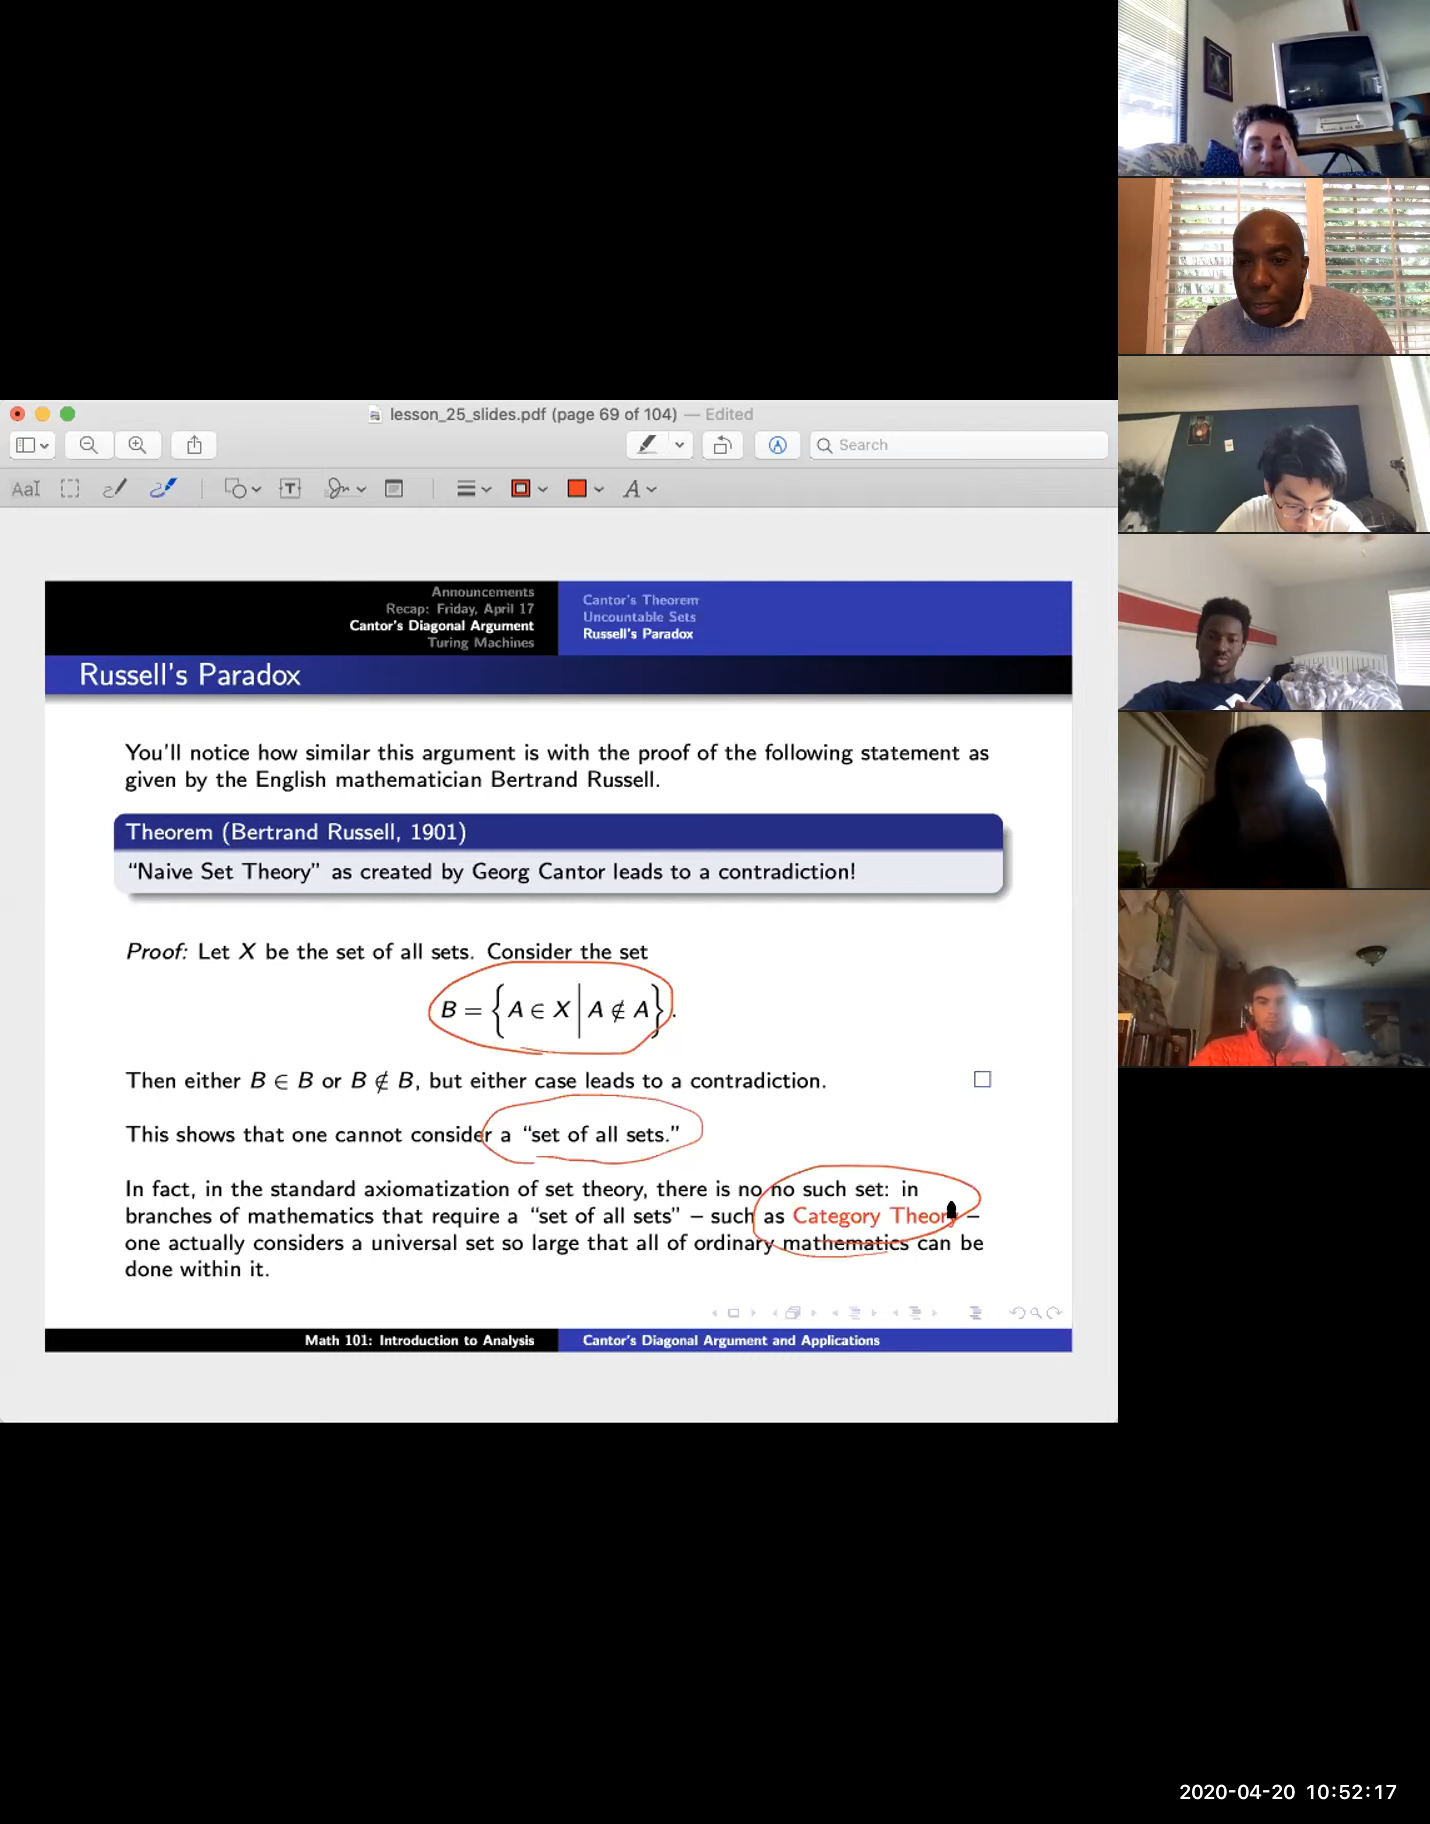 lesson_25_slides.pdf (page 69 of 104) — Edited
Search
AaI
T
A
Announcements
Recap: Friday, April 17
Cantor's Diagonal Argument
Turing Machines
Cantor's Theorem
Uncountable Sets
Russell's Paradox
Russell's Paradox
You'll notice how similar this argument is with the proof of the following statement as
given by the English mathematician Bertrand Russell.
Theorem (Bertrand Russell, 1901)
“Naive Set Theory” as created by Georg Cantor leads to a contradiction!
Proof: Let X be the set of all sets. Consider the set
B = { A ∈ X | A ∉ A }.
Then either B ∈ B or B ∉ B, but either case leads to a contradiction.
This shows that one cannot consider a “set of all sets.”
In fact, in the standard axiomatization of set theory, there is no no such set: in
branches of mathematics that require a “set of all sets” – such as Category Theory –
one actually considers a universal set so large that all of ordinary mathematics can be
done within it.
Math 101: Introduction to Analysis
Cantor's Diagonal Argument and Applications
2020-04-20 10:52:17